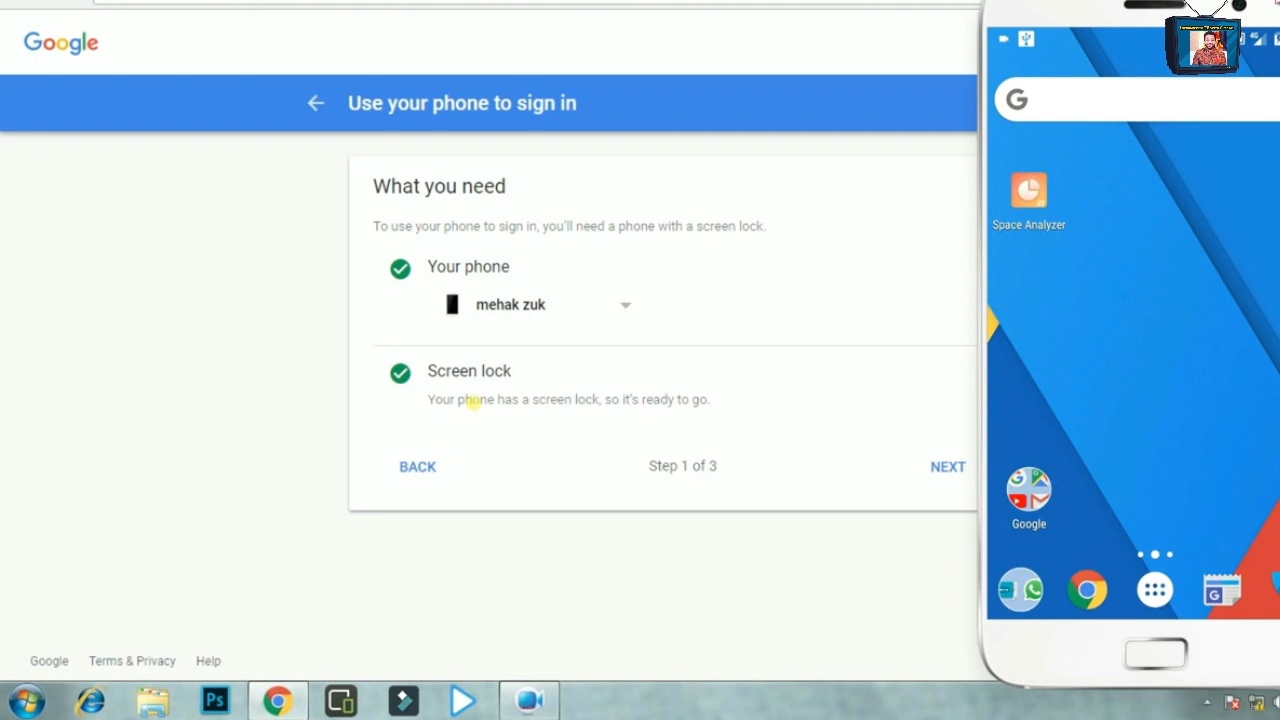 Google
Use your phone to sign in
What you need
To use your phone to sign in, you'll need a phone with a screen lock.
Your phone
mehak zuk
Screen lock
Your phone has a screen lock, so it's ready to go.
BACK
Step 1 of 3
NEXT
Google
Terms & Privacy
Help
4G
G
Space Analyzer
Google
G
Ps